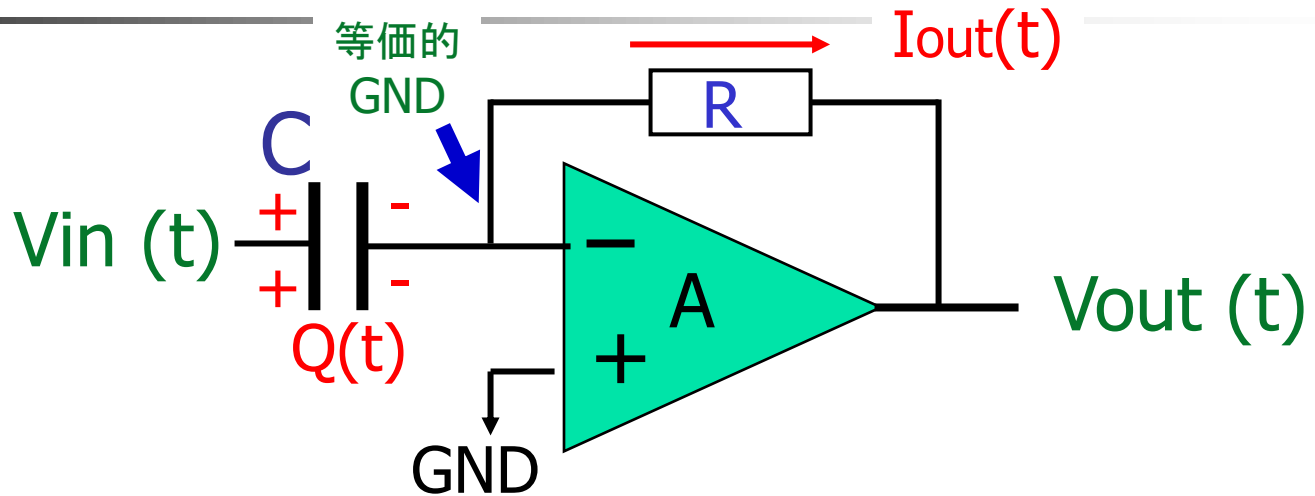 等価的
GND
Iout(t)
R
C
+ -
+ -
Vin (t)
Q(t)
−
A
+
GND
Vout (t)